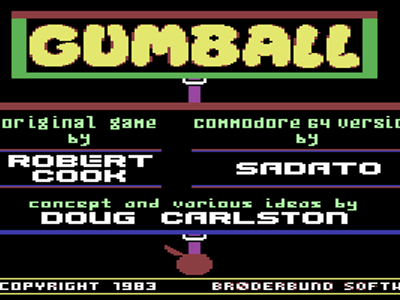 GUMBALL
original game
by
ROBERT
COOK
commodore 64 versio
by
SADATO
concept and various ideas by
DOUG CARLSTON
COPYRIGHT 1983 BRØDERBUND SOFTW